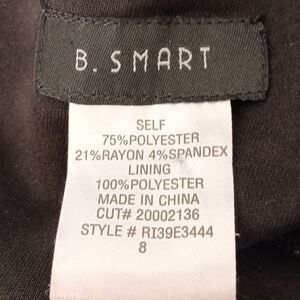 B. SMART
SELF
75%POLYESTER
21%RAYON 4%SPANDEX
LINING
100%POLYESTER
MADE IN CHINA
CUT# 20002136
STYLE # RI39E3444
8